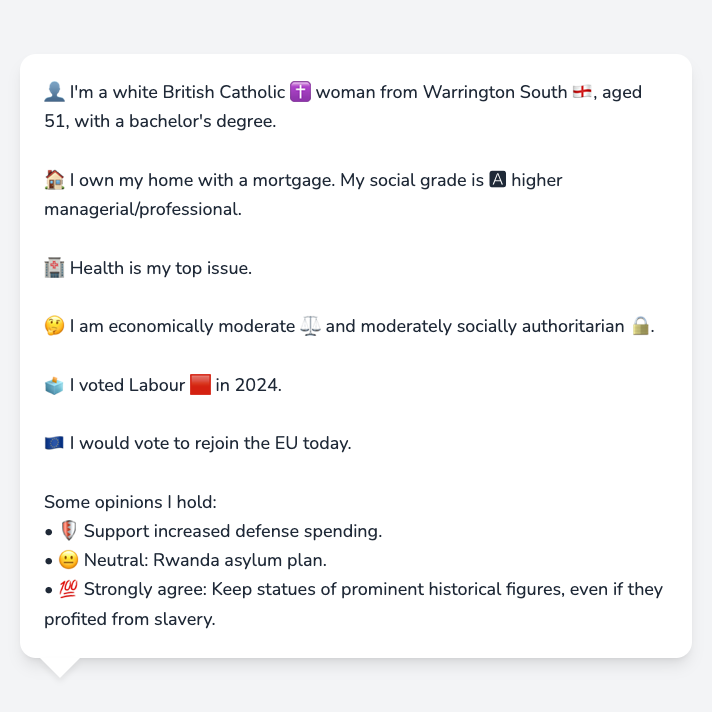 👤 I'm a white British Catholic ✝️ woman from Warrington South 🏴󠁧󠁢󠁥󠁮󠁧󠁿, aged
51, with a bachelor's degree.
🏠 I own my home with a mortgage. My social grade is 🅰 higher
managerial/professional.
🏥 Health is my top issue.
🤔 I am economically moderate ⚖️ and moderately socially authoritarian 🔒.
🗳️ I voted Labour 🟥 in 2024.
🇪🇺 I would vote to rejoin the EU today.
Some opinions I hold:
• 🛡️ Support increased defense spending.
• 😐 Neutral: Rwanda asylum plan.
• 💯 Strongly agree: Keep statues of prominent historical figures, even if they
profited from slavery.